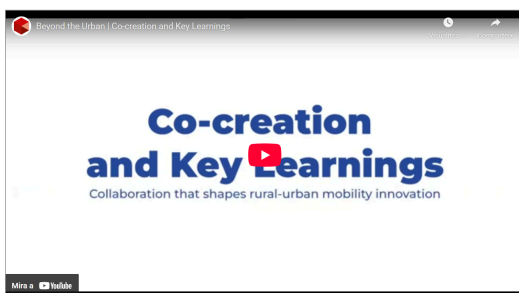 Beyond the Urban | Co-creation and Key Learnings
Co-creation
and Key Learnings
Collaboration that shapes rural-urban mobility innovation
Mira a YouTube